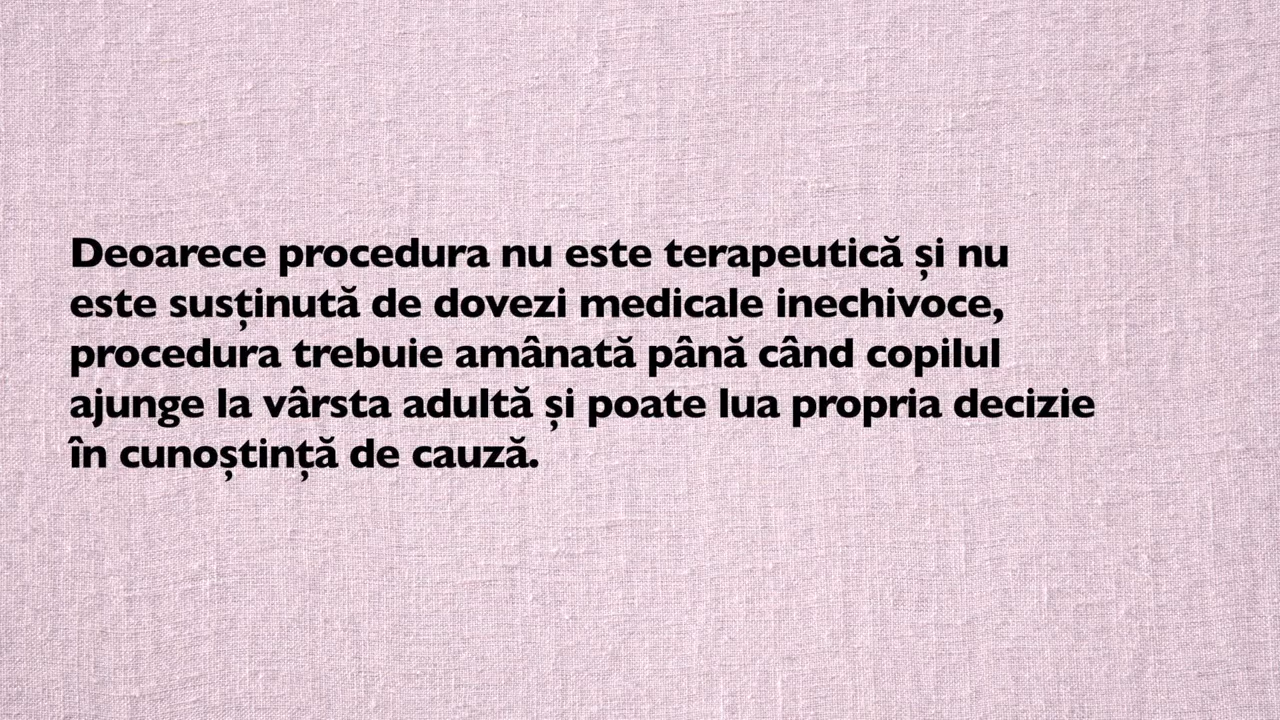 Deoarece procedura nu este terapeutică și nu
este susținută de dovezi medicale inechivoce,
procedura trebuie amânată până când copilul
ajunge la vârsta adultă și poate lua propria decizie
în cunoștință de cauză.